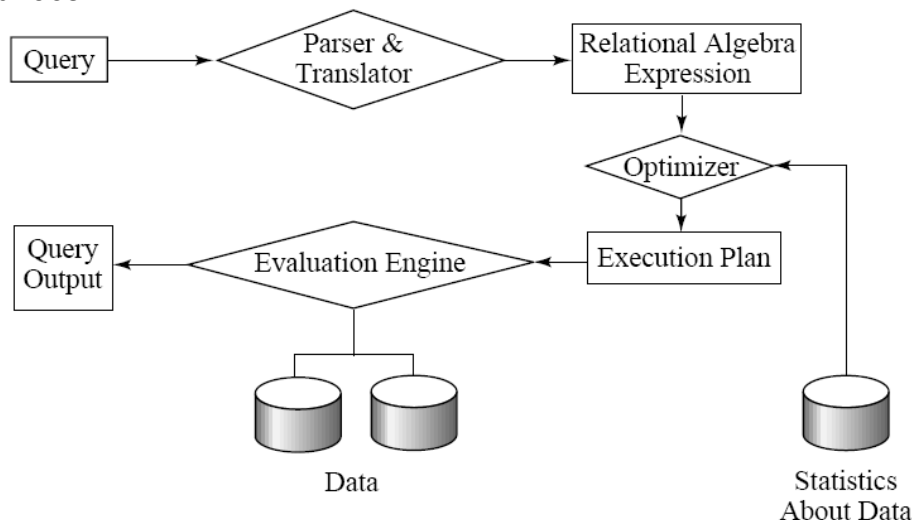 Query
Parser &
Translator
Relational Algebra
Expression
Optimizer
Query
Output
Evaluation Engine
Execution Plan
Data
Statistics
About Data